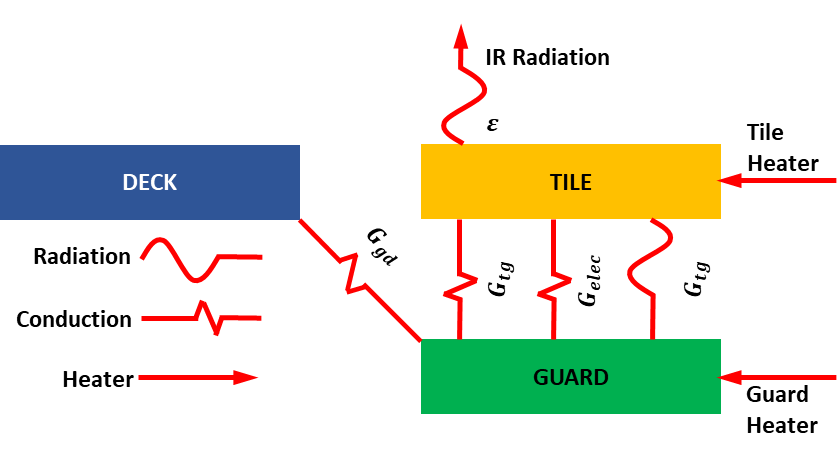 IR Radiation
ε
Tile
Heater
DECK
TILE
Radiation
G_gd
G_tg
G_elec
G_tg
Conduction
Heater
GUARD
Guard
Heater